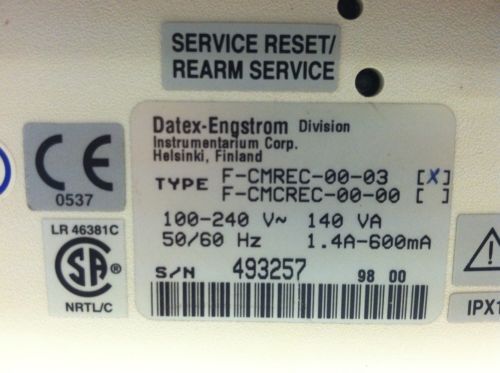 SERVICE RESET/
REARM SERVICE
Datex-Engstrom Division
Instrumentarium Corp.
Helsinki, Finland
TYPE F-CMREC-00-03 [X]
F-CMCREC-00-00 [ ]
100-240 V~ 140 VA
50/60 Hz 1.4A-600mA
S/N 493257 98 00
CE
0537
LR 46381C
CSA ®
NRTL/C
IPX1